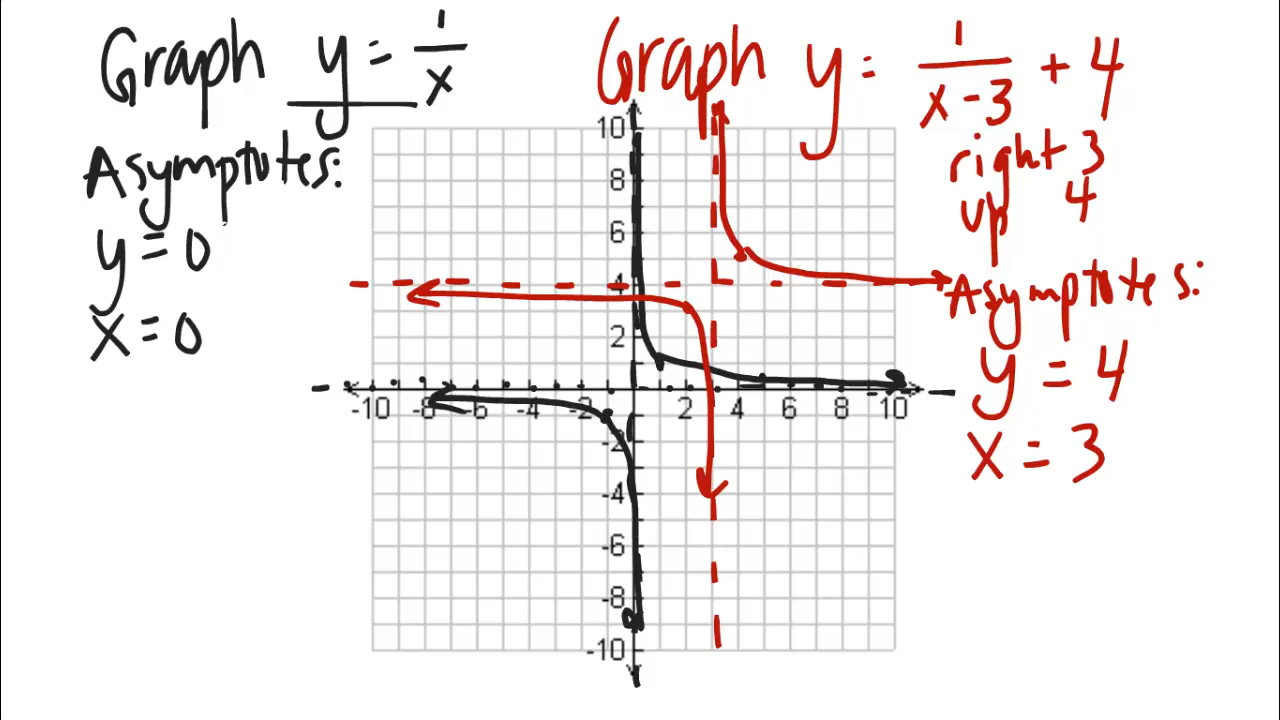 Graph y = 1/x
Asymptotes:
y = 0
x = 0
Graph y = 1/(x - 3) + 4
right 3
up 4
Asymptotes:
y = 4
x = 3
10
8
6
4
2
-10 -8 -6 -4 -2 2 4 6 8 10
-2
-4
-6
-8
-10